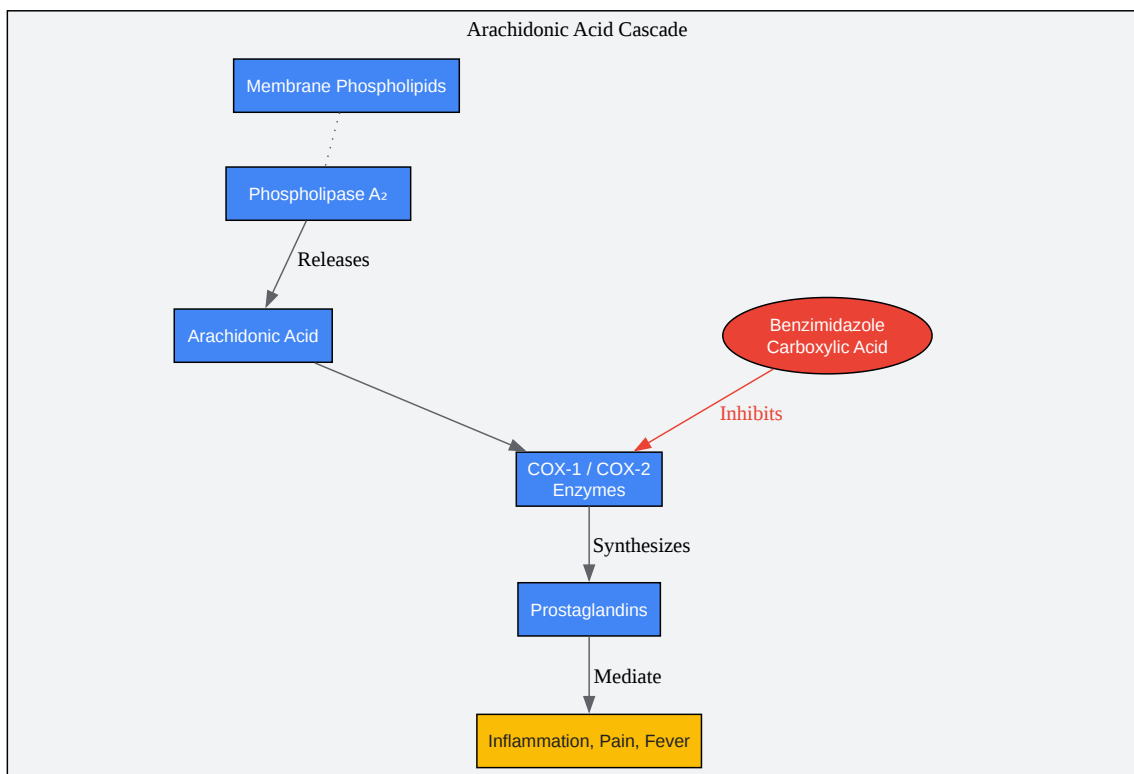 Arachidonic Acid Cascade
Membrane Phospholipids
Phospholipase A₂
Releases
Arachidonic Acid
Benzimidazole
Carboxylic Acid
Inhibits
COX-1 / COX-2
Enzymes
Synthesizes
Prostaglandins
Mediate
Inflammation, Pain, Fever